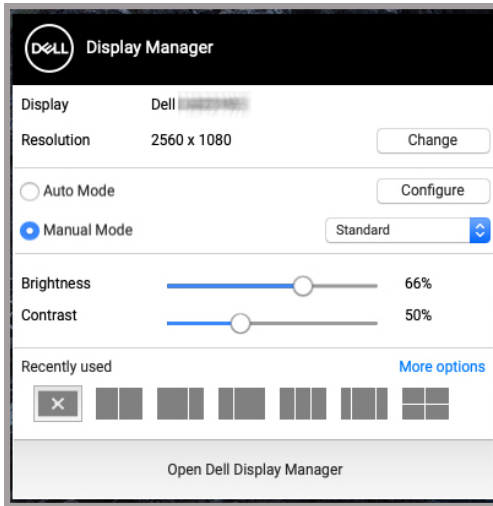 DELL Display Manager
Display Dell
Resolution 2560 x 1080 Change
Auto Mode Configure
Manual Mode Standard
Brightness 66%
Contrast 50%
Recently used More options
Open Dell Display Manager